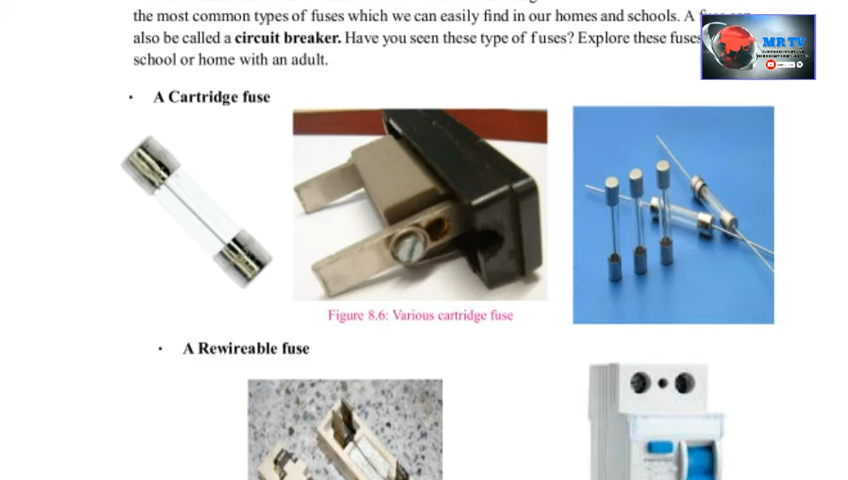 the most common types of fuses which we can easily find in our homes and schools. A
also be called a circuit breaker. Have you seen these type of fuses? Explore these fuses
school or home with an adult.
· A Cartridge fuse
MR TV
Figure 8.6: Various cartridge fuse
· A Rewireable fuse